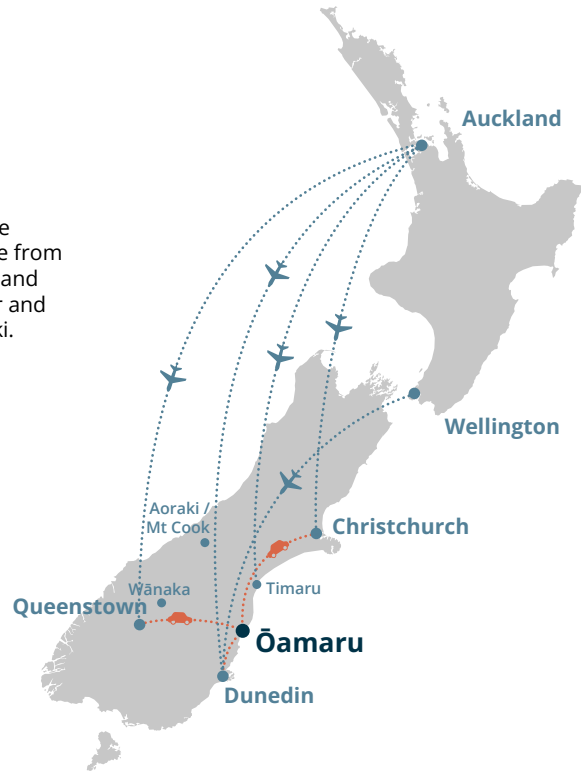 Auckland
e
e from
and
r and
ki.
Wellington
Aoraki /
Mt Cook
Christchurch
Timaru
Wānaka
Queenstown
Ōamaru
Dunedin